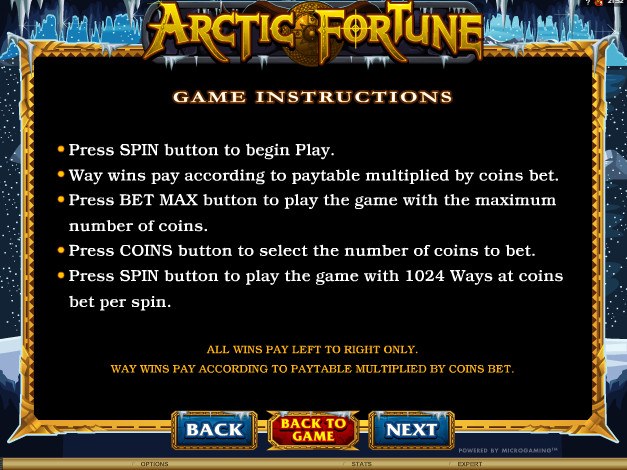 21:52
ARCTIC FORTUNE
GAME INSTRUCTIONS
• Press SPIN button to begin Play.
• Way wins pay according to paytable multiplied by coins bet.
• Press BET MAX button to play the game with the maximum
number of coins.
• Press COINS button to select the number of coins to bet.
• Press SPIN button to play the game with 1024 Ways at coins
bet per spin.
ALL WINS PAY LEFT TO RIGHT ONLY.
WAY WINS PAY ACCORDING TO PAYTABLE MULTIPLIED BY COINS BET.
BACK
BACK TO
GAME
NEXT
POWERED BY MICROGAMING™
OPTIONS
STATS
EXPERT